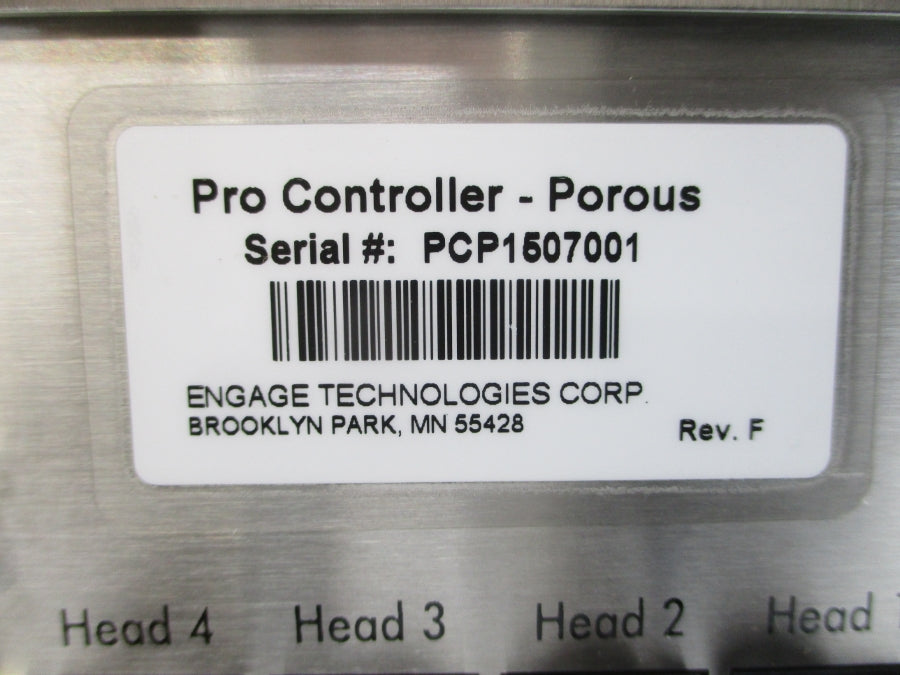 Pro Controller - Porous
Serial #: PCP1507001
ENGAGE TECHNOLOGIES CORP.
BROOKLYN PARK, MN 55428
Rev. F
Head 4 Head 3 Head 2 Head